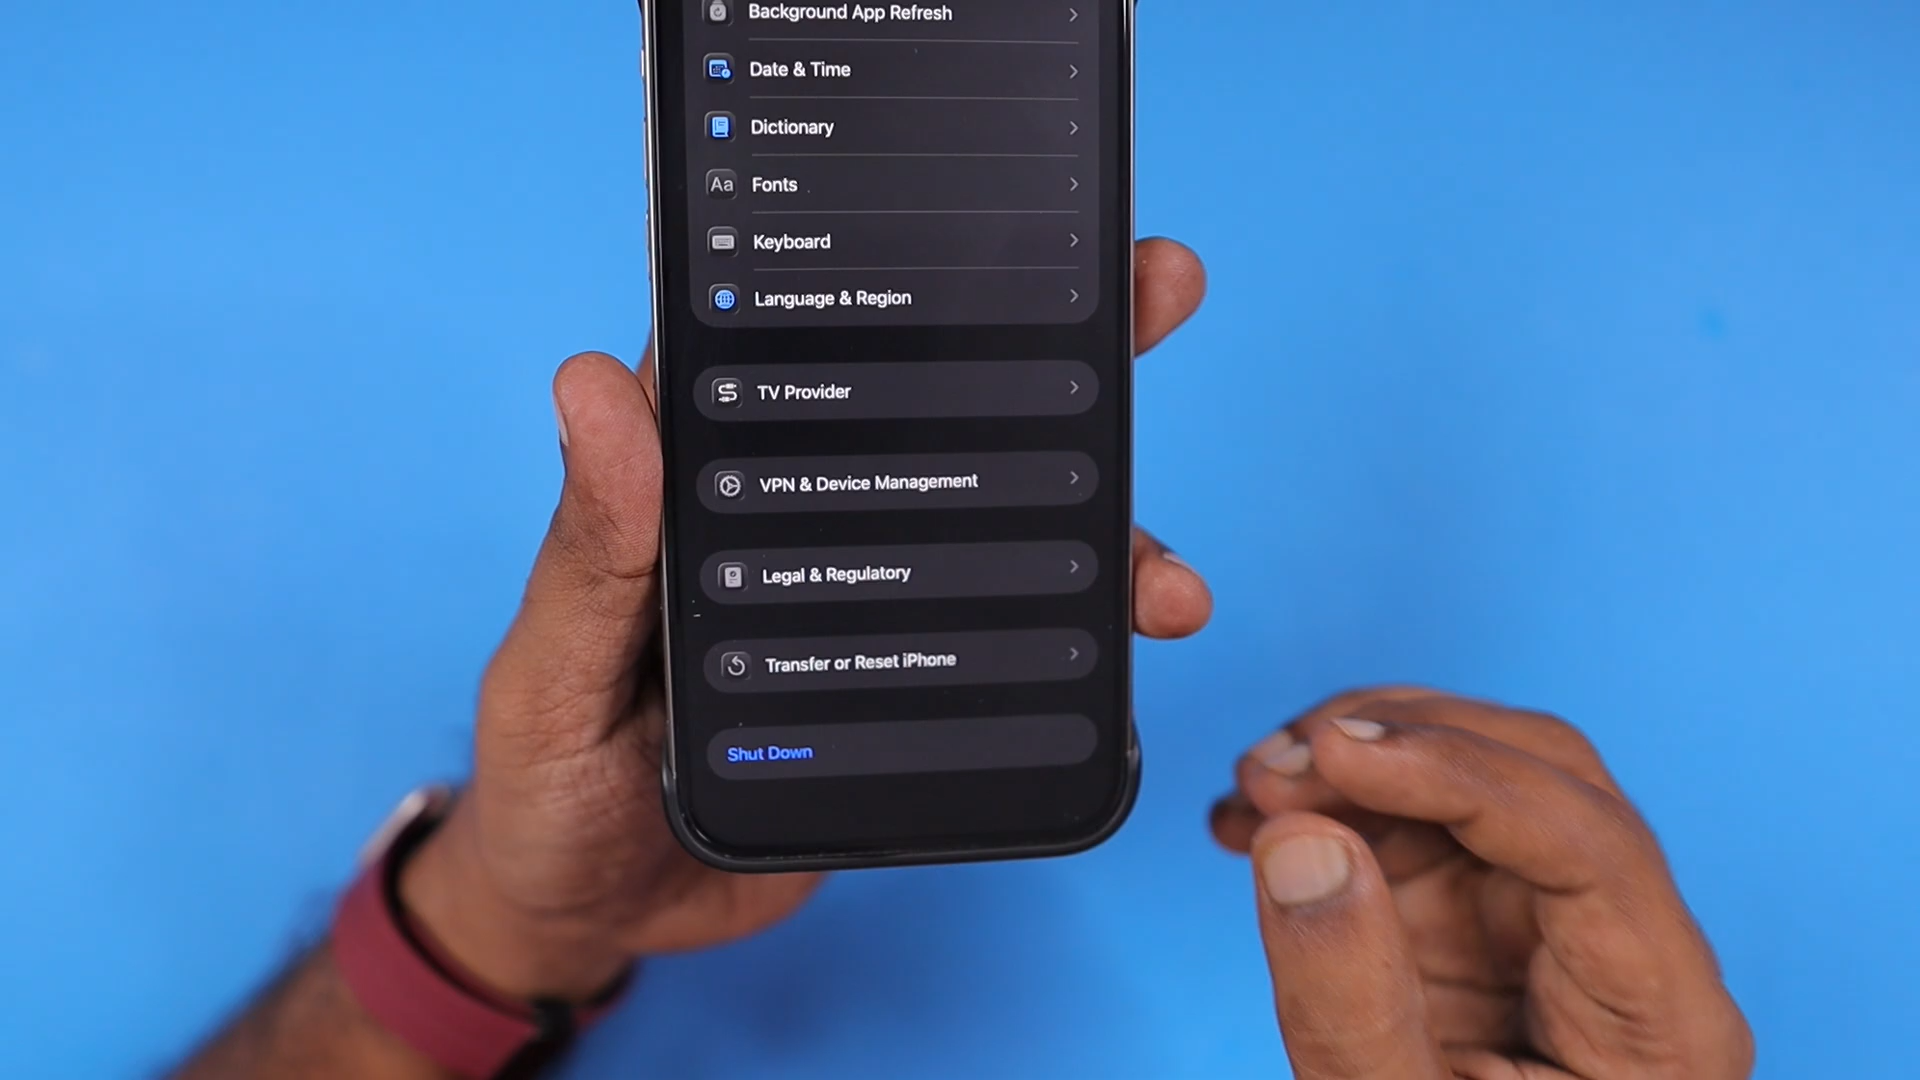 Background App Refresh
Date & Time
Dictionary
Aa Fonts
Keyboard
Language & Region
TV Provider
VPN & Device Management
Legal & Regulatory
Transfer or Reset iPhone
Shut Down